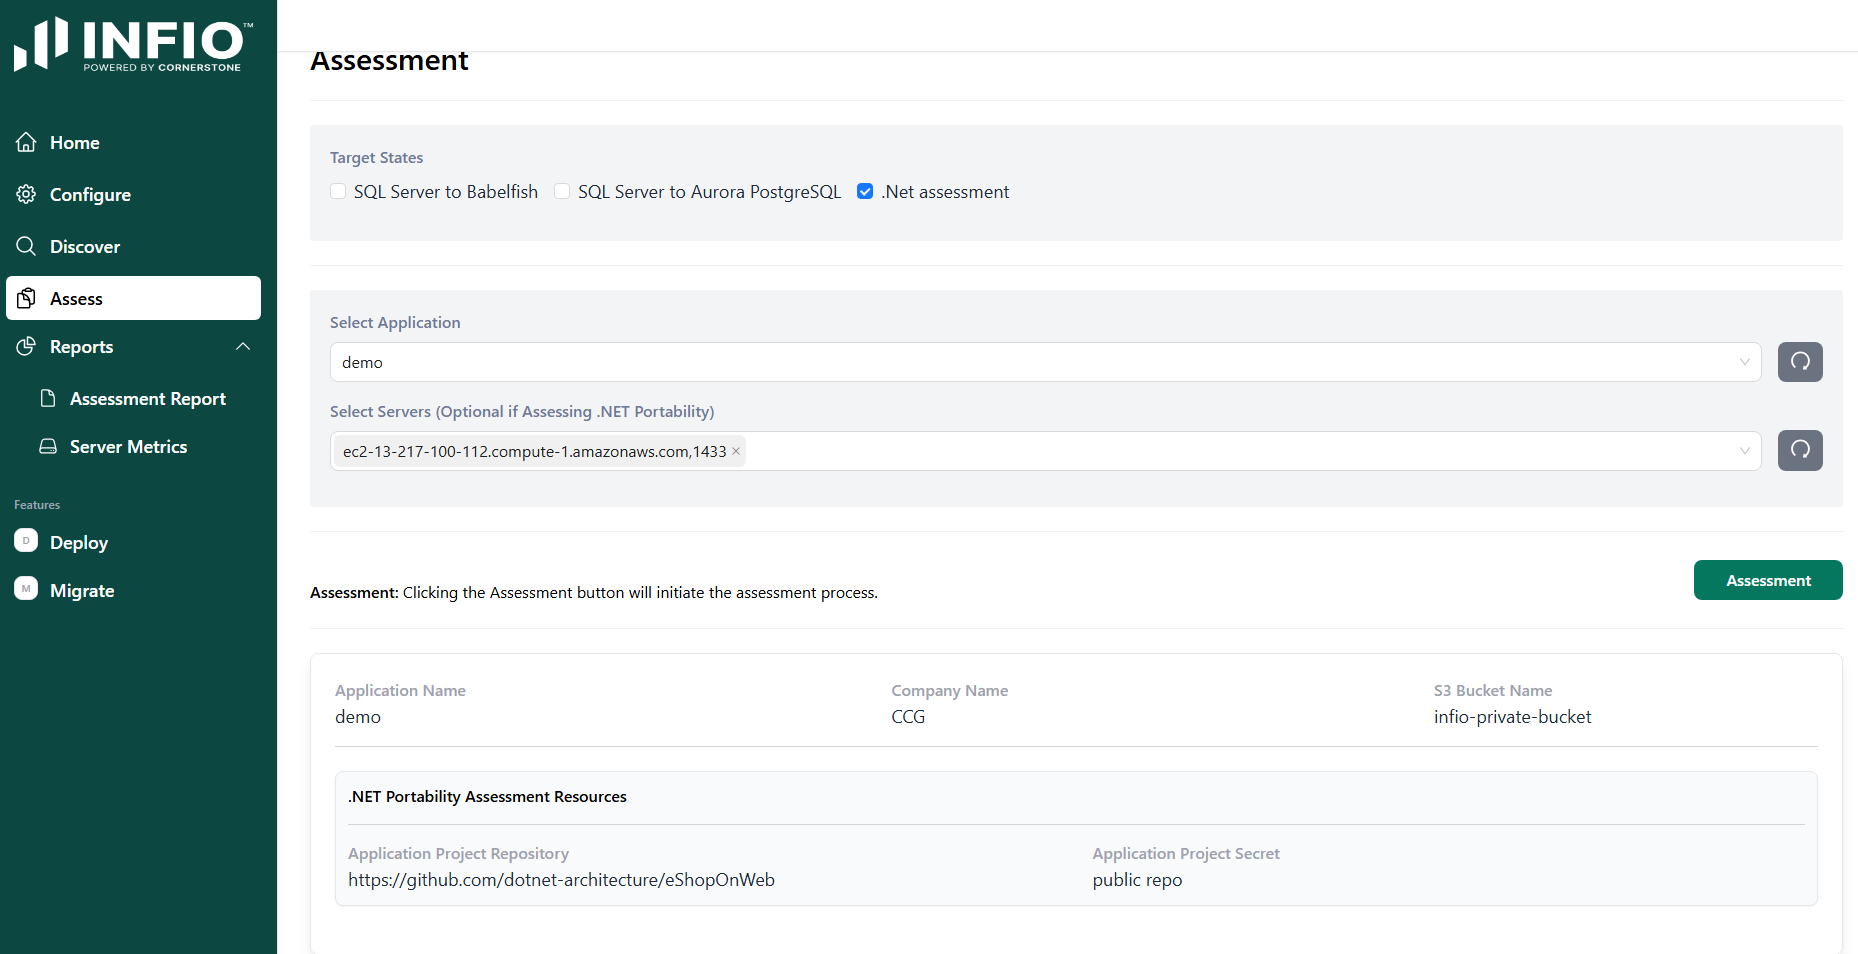 INFIO™
POWERED BY CORNERSTONE
Home
Configure
Discover
Assess
Reports
Assessment Report
Server Metrics
Features
D Deploy
M Migrate
Assessment
Target States
SQL Server to Babelfish SQL Server to Aurora PostgreSQL .Net assessment
Select Application
demo
Select Servers (Optional if Assessing .NET Portability)
ec2-13-217-100-112.compute-1.amazonaws.com,1433 ×
Assessment: Clicking the Assessment button will initiate the assessment process.
Assessment
Application Name Company Name S3 Bucket Name
demo CCG infio-private-bucket
.NET Portability Assessment Resources
Application Project Repository Application Project Secret
https://github.com/dotnet-architecture/eShopOnWeb public repo